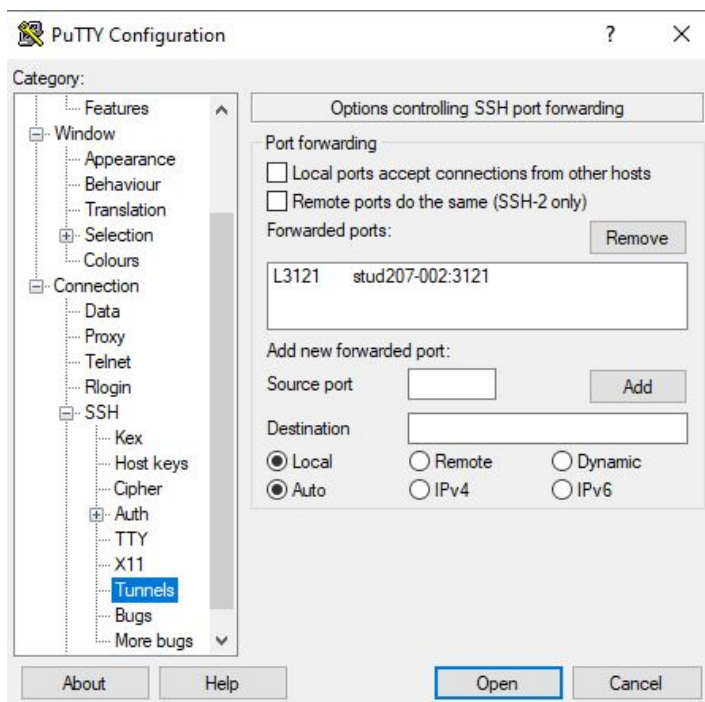 PuTTY Configuration ? ×
Category:
Features
Window
Appearance
Behaviour
Translation
Selection
Colours
Connection
Data
Proxy
Telnet
Rlogin
SSH
Kex
Host keys
Cipher
Auth
TTY
X11
Tunnels
Bugs
More bugs
Options controlling SSH port forwarding
Port forwarding
Local ports accept connections from other hosts
Remote ports do the same (SSH-2 only)
Forwarded ports: Remove
L3121 stud207-002:3121
Add new forwarded port:
Source port Add
Destination
Local Remote Dynamic
Auto IPv4 IPv6
About Help Open Cancel